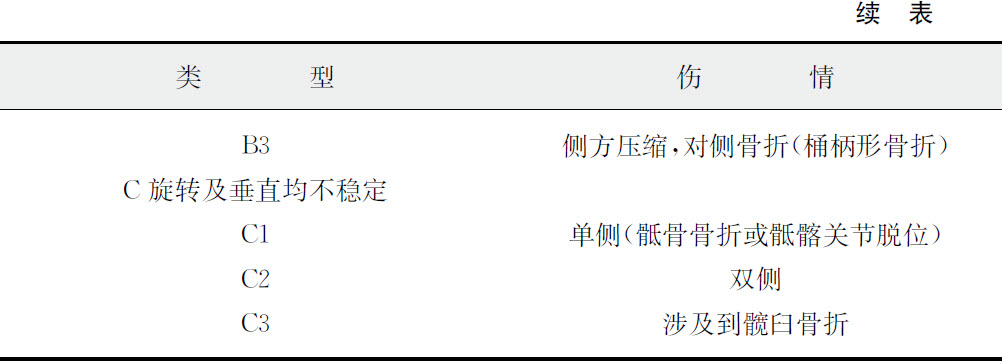 续 表
类 型 伤 情
B3 侧方压缩,对侧骨折(桶柄形骨折)
C 旋转及垂直均不稳定
C1 单侧(骶骨骨折或骶髂关节脱位)
C2 双侧
C3 涉及到髋臼骨折